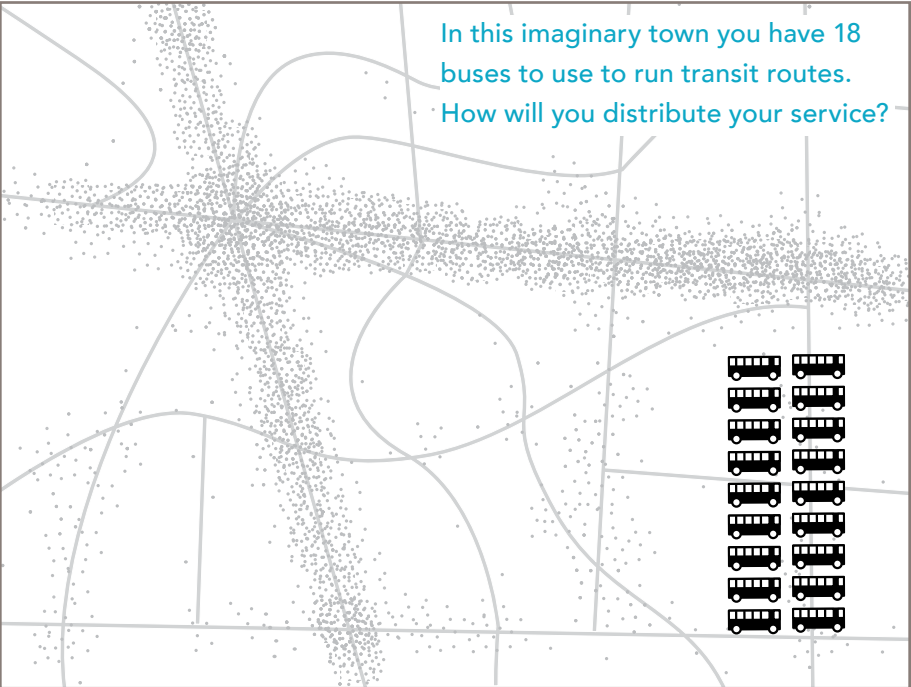 In this imaginary town you have 18
buses to use to run transit routes.
How will you distribute your service?